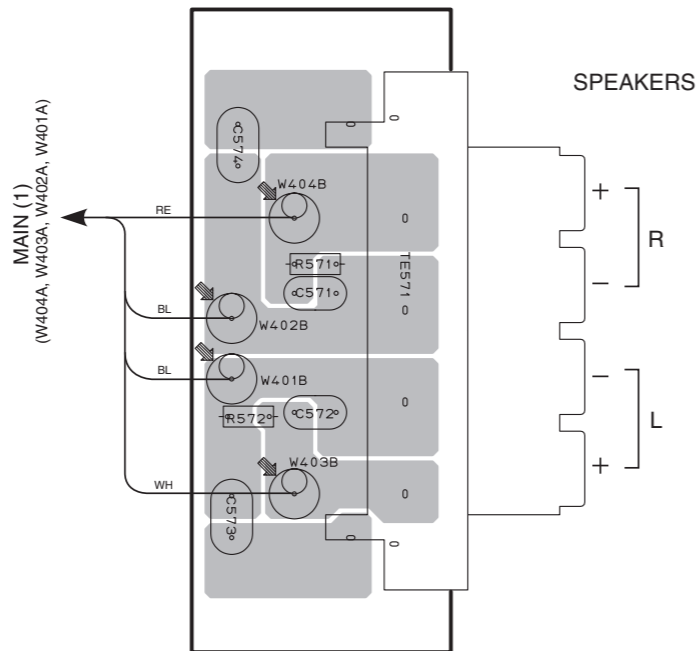 SPEAKERS
MAIN (1)
(W404A, W403A, W402A, W401A)
C574
W404B
RE
+
R571
TE571
R
C571
−
BL
W402B
BL
W401B
−
R572
C572
L
W403B
+
WH
C573